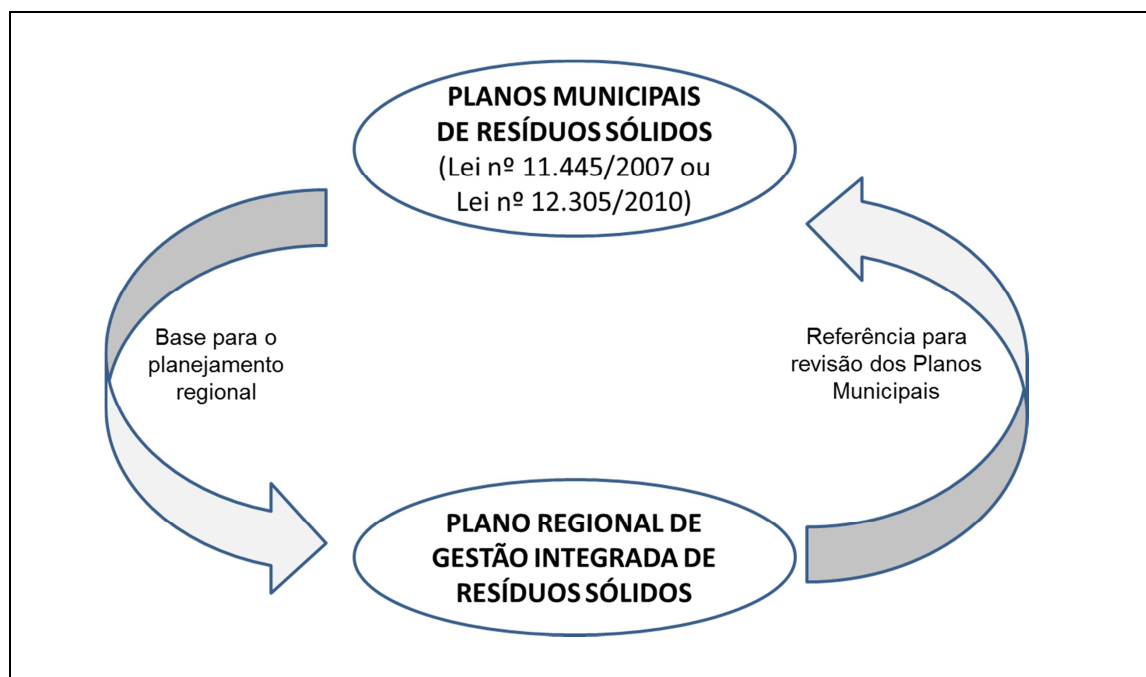 PLANOS MUNICIPAIS
DE RESÍDUOS SÓLIDOS
(Lei nº 11.445/2007 ou
Lei nº 12.305/2010)
Base para o
planejamento
regional
Referência para
revisão dos Planos
Municipais
PLANO REGIONAL DE
GESTÃO INTEGRADA DE
RESÍDUOS SÓLIDOS